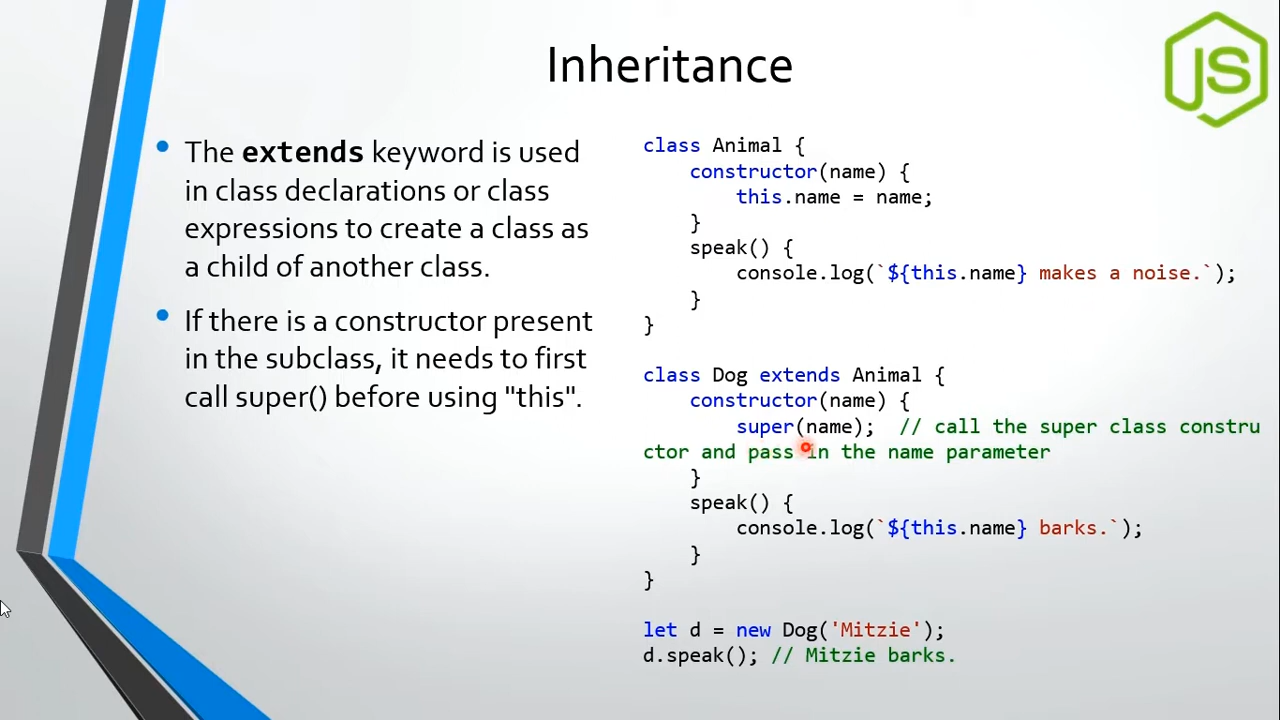 Inheritance
JS
The extends keyword is used
in class declarations or class
expressions to create a class as
a child of another class.
If there is a constructor present
in the subclass, it needs to first
call super() before using "this".
class Animal {
    constructor(name) {
        this.name = name;
    }
    speak() {
        console.log(`${this.name} makes a noise.`);
    }
}
class Dog extends Animal {
    constructor(name) {
        super(name);  // call the super class constru
ctor and pass in the name parameter
    }
    speak() {
        console.log(`${this.name} barks.`);
    }
}
let d = new Dog('Mitzie');
d.speak(); // Mitzie barks.